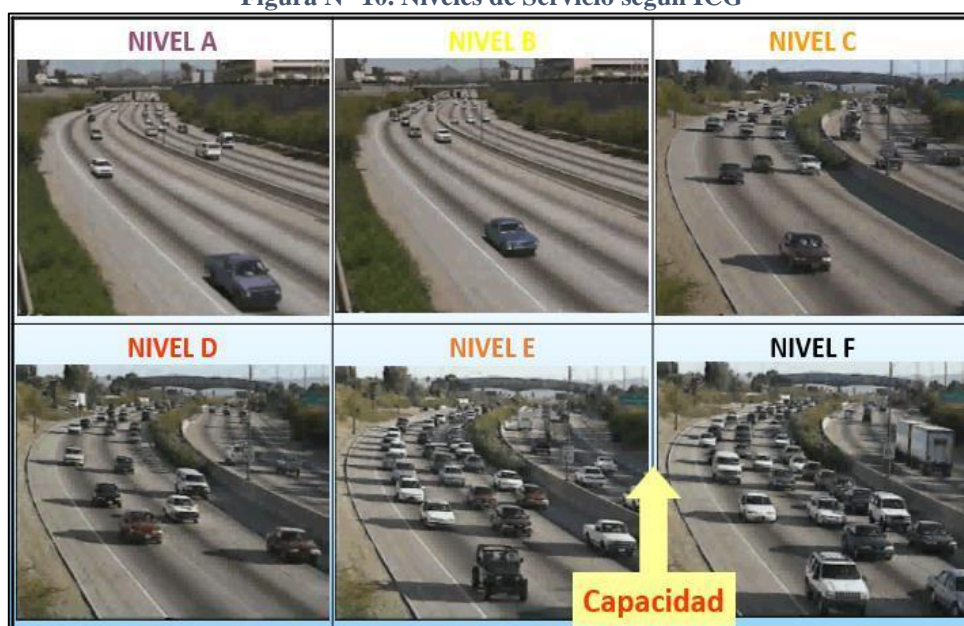 Figura N° 10: Niveles de Servicio según ICG
NIVEL A
NIVEL B
NIVEL C
NIVEL D
NIVEL E
NIVEL F
Capacidad